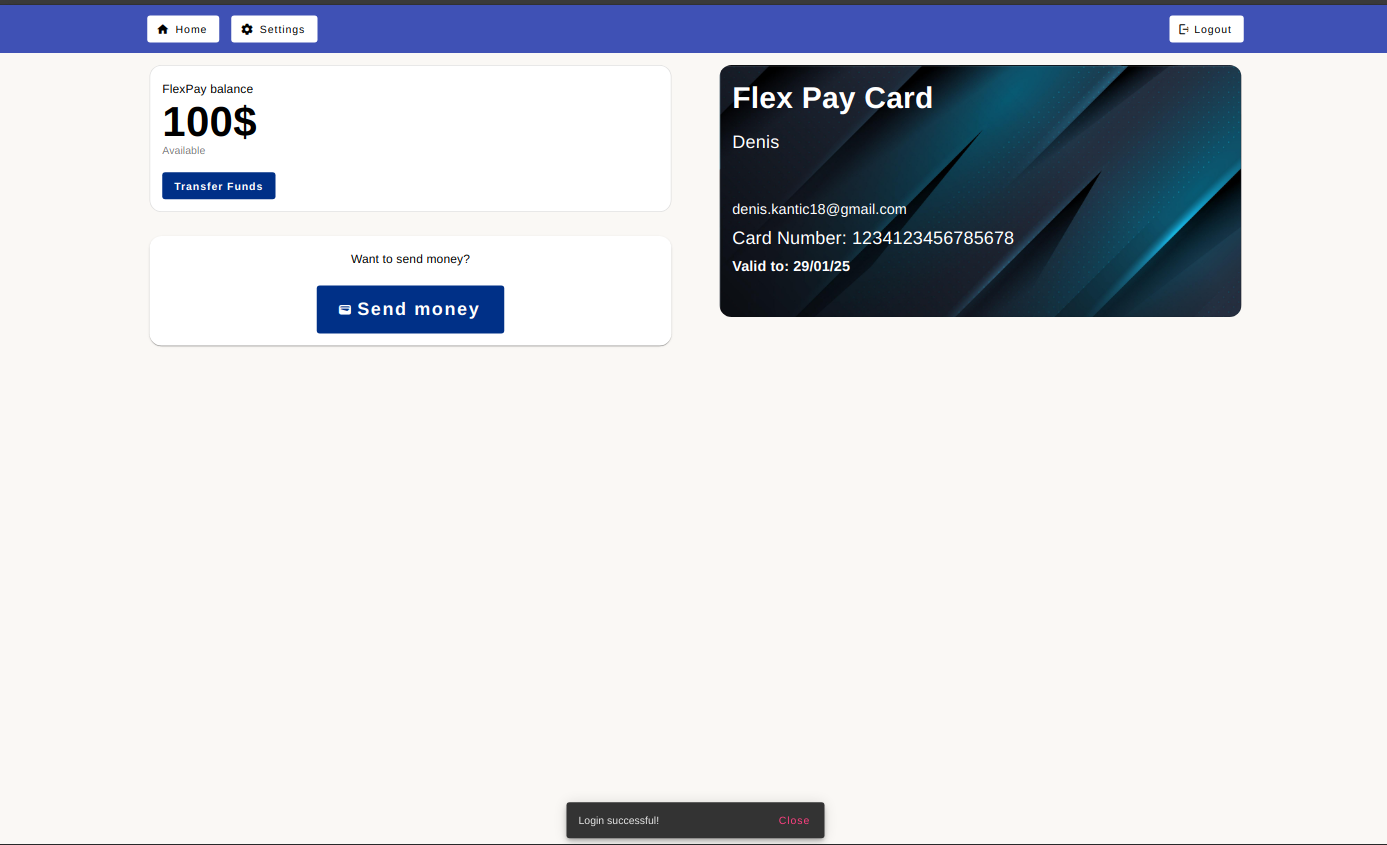 Home
Settings
Logout
FlexPay balance
100$
Available
Transfer Funds
Want to send money?
Send money
Flex Pay Card
Denis
denis.kantic18@gmail.com
Card Number: 1234123456785678
Valid to: 29/01/25
Login successful!
Close